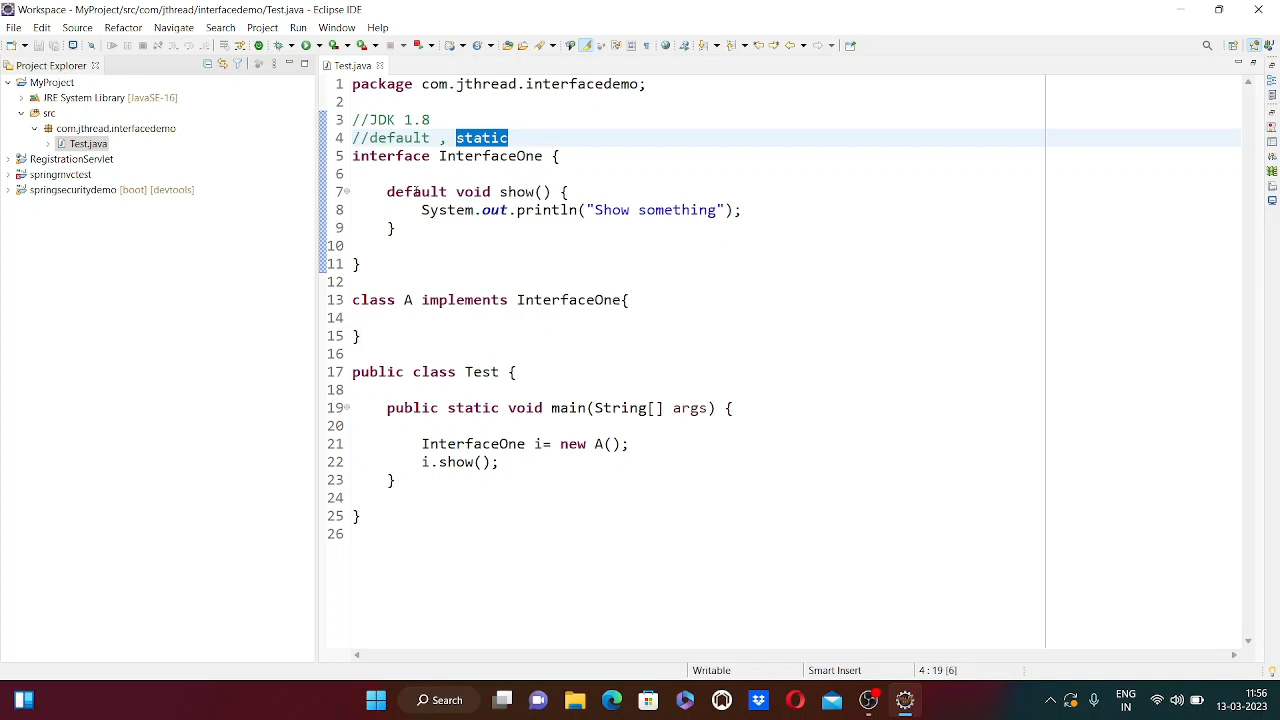 Workspace - MyProject/src/com/jthread/interfacedemo/Test.java - Eclipse IDE
File Edit Source Refactor Navigate Search Project Run Window Help
Project Explorer
MyProject
JRE System Library [JavaSE-16]
src
com.jthread.interfacedemo
Test.java
RegistrationServlet
springmvctest
springsecuritydemo [boot] [devtools]
Test.java
1 package com.jthread.interfacedemo;
2
3 //JDK 1.8
4 //default , static
5 interface InterfaceOne {
6
7 default void show() {
8 System.out.println("Show something");
9 }
10
11 }
12
13 class A implements InterfaceOne{
14
15 }
16
17 public class Test {
18
19 public static void main(String[] args) {
20
21 InterfaceOne i= new A();
22 i.show();
23 }
24
25 }
26
Writable Smart Insert 4 : 19 [6]
Search
ENG
IN
11:56
13-03-2023